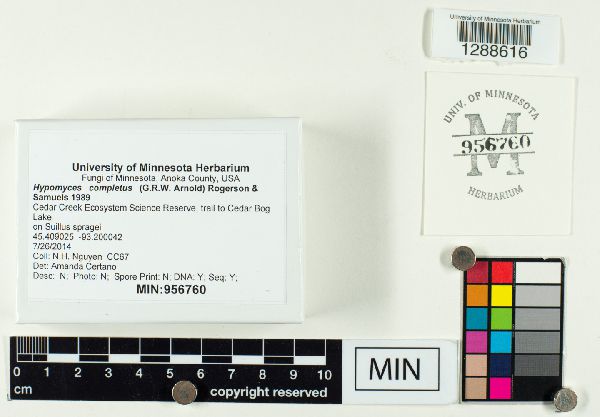 University of Minnesota Herbarium
1288616
UNIV. OF MINNESOTA
M
956760
HERBARIUM
University of Minnesota Herbarium
Fungi of Minnesota, Anoka County, USA
Hypomyces completus (G.R.W. Arnold) Rogerson &
Samuels 1989
Cedar Creek Ecosystem Science Reserve, trail to Cedar Bog
Lake
on Suillus spragei
45.409025 -93.200042
7/26/2014
Coll: N.H. Nguyen CC67
Det: Amanda Certano
Desc: N; Photo: N; Spore Print: N; DNA: Y; Seq: Y;
MIN:956760
0 1 2 3 4 5 6 7 8 9 10
cm copyright reserved
MIN